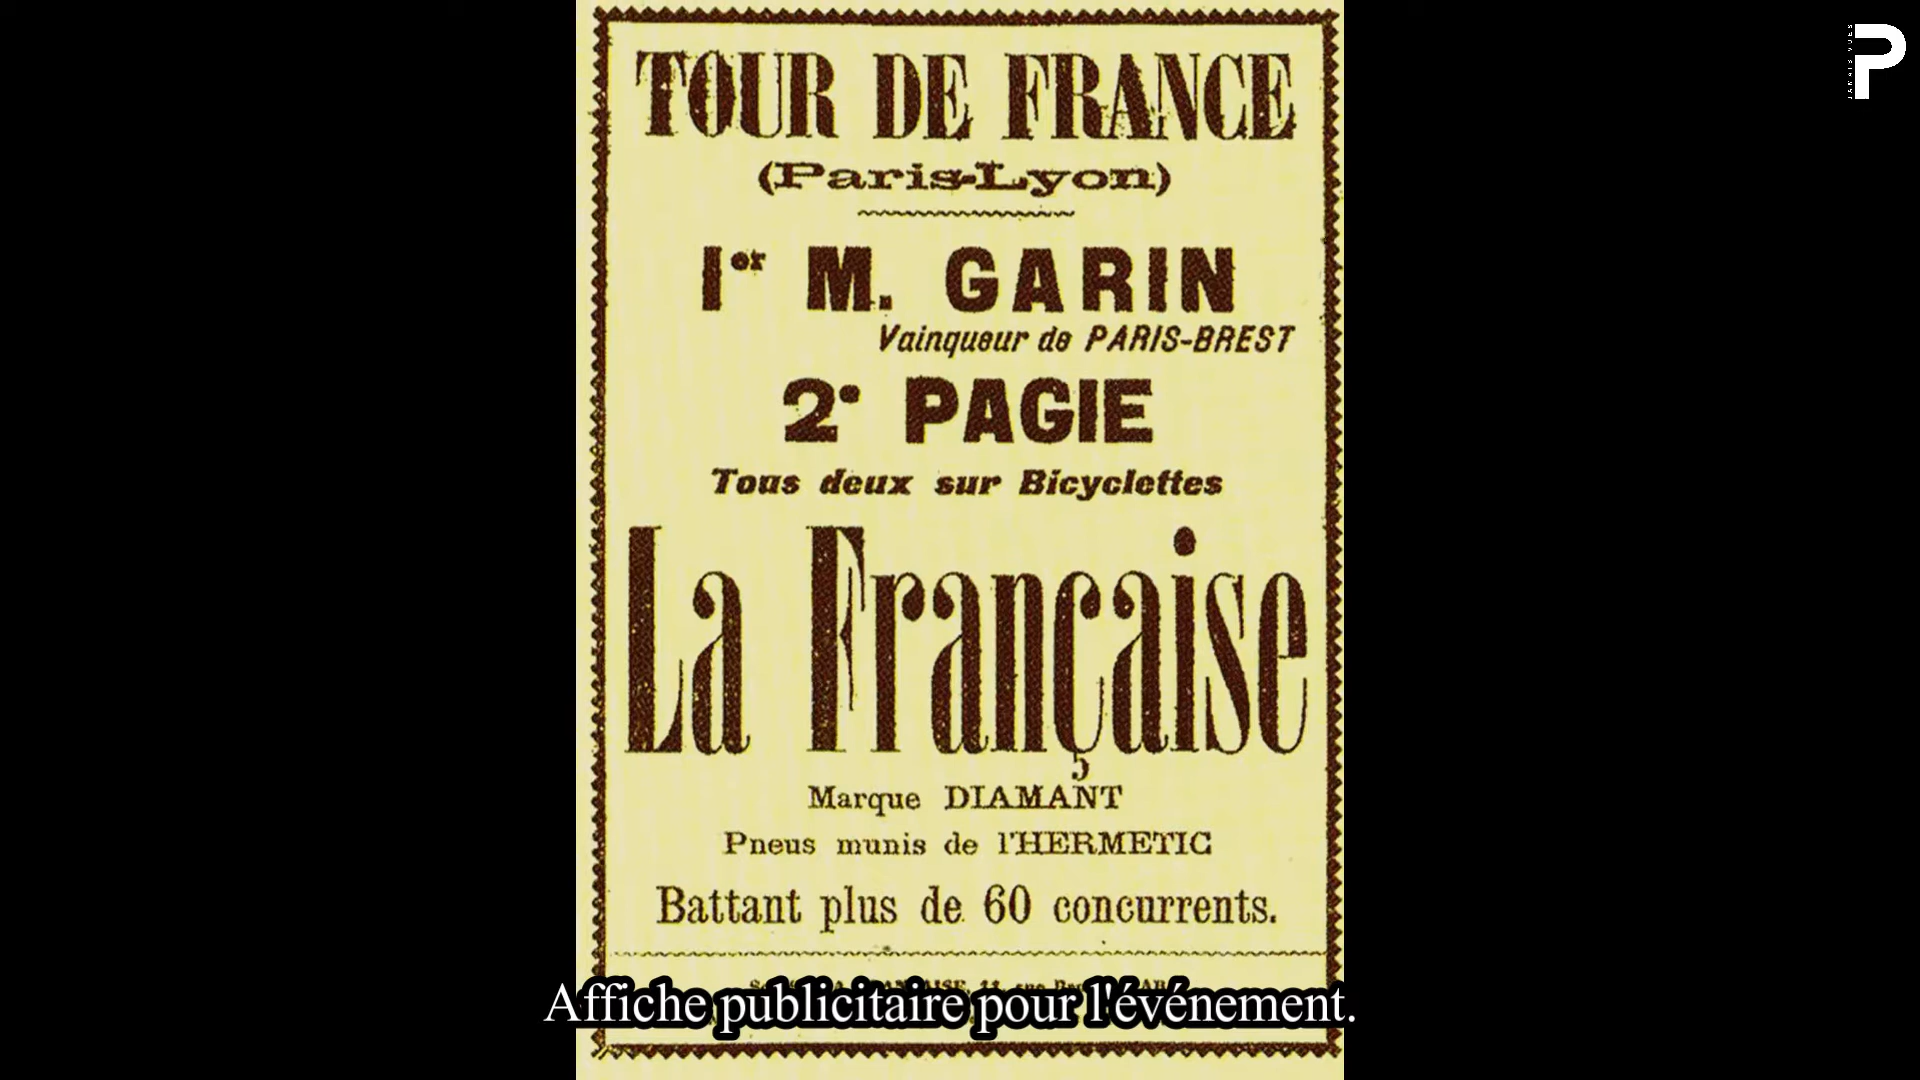 TOUR DE FRANCE
(Paris-Lyon)
1er M. GARIN
Vainqueur de PARIS-BREST
2e PAGIE
Tous deux sur Bicyclettes
La Française
Marque DIAMANT
Pneus munis de l'HERMETIC
Battant plus de 60 concurrents.
Affiche publicitaire pour l'événement.
P